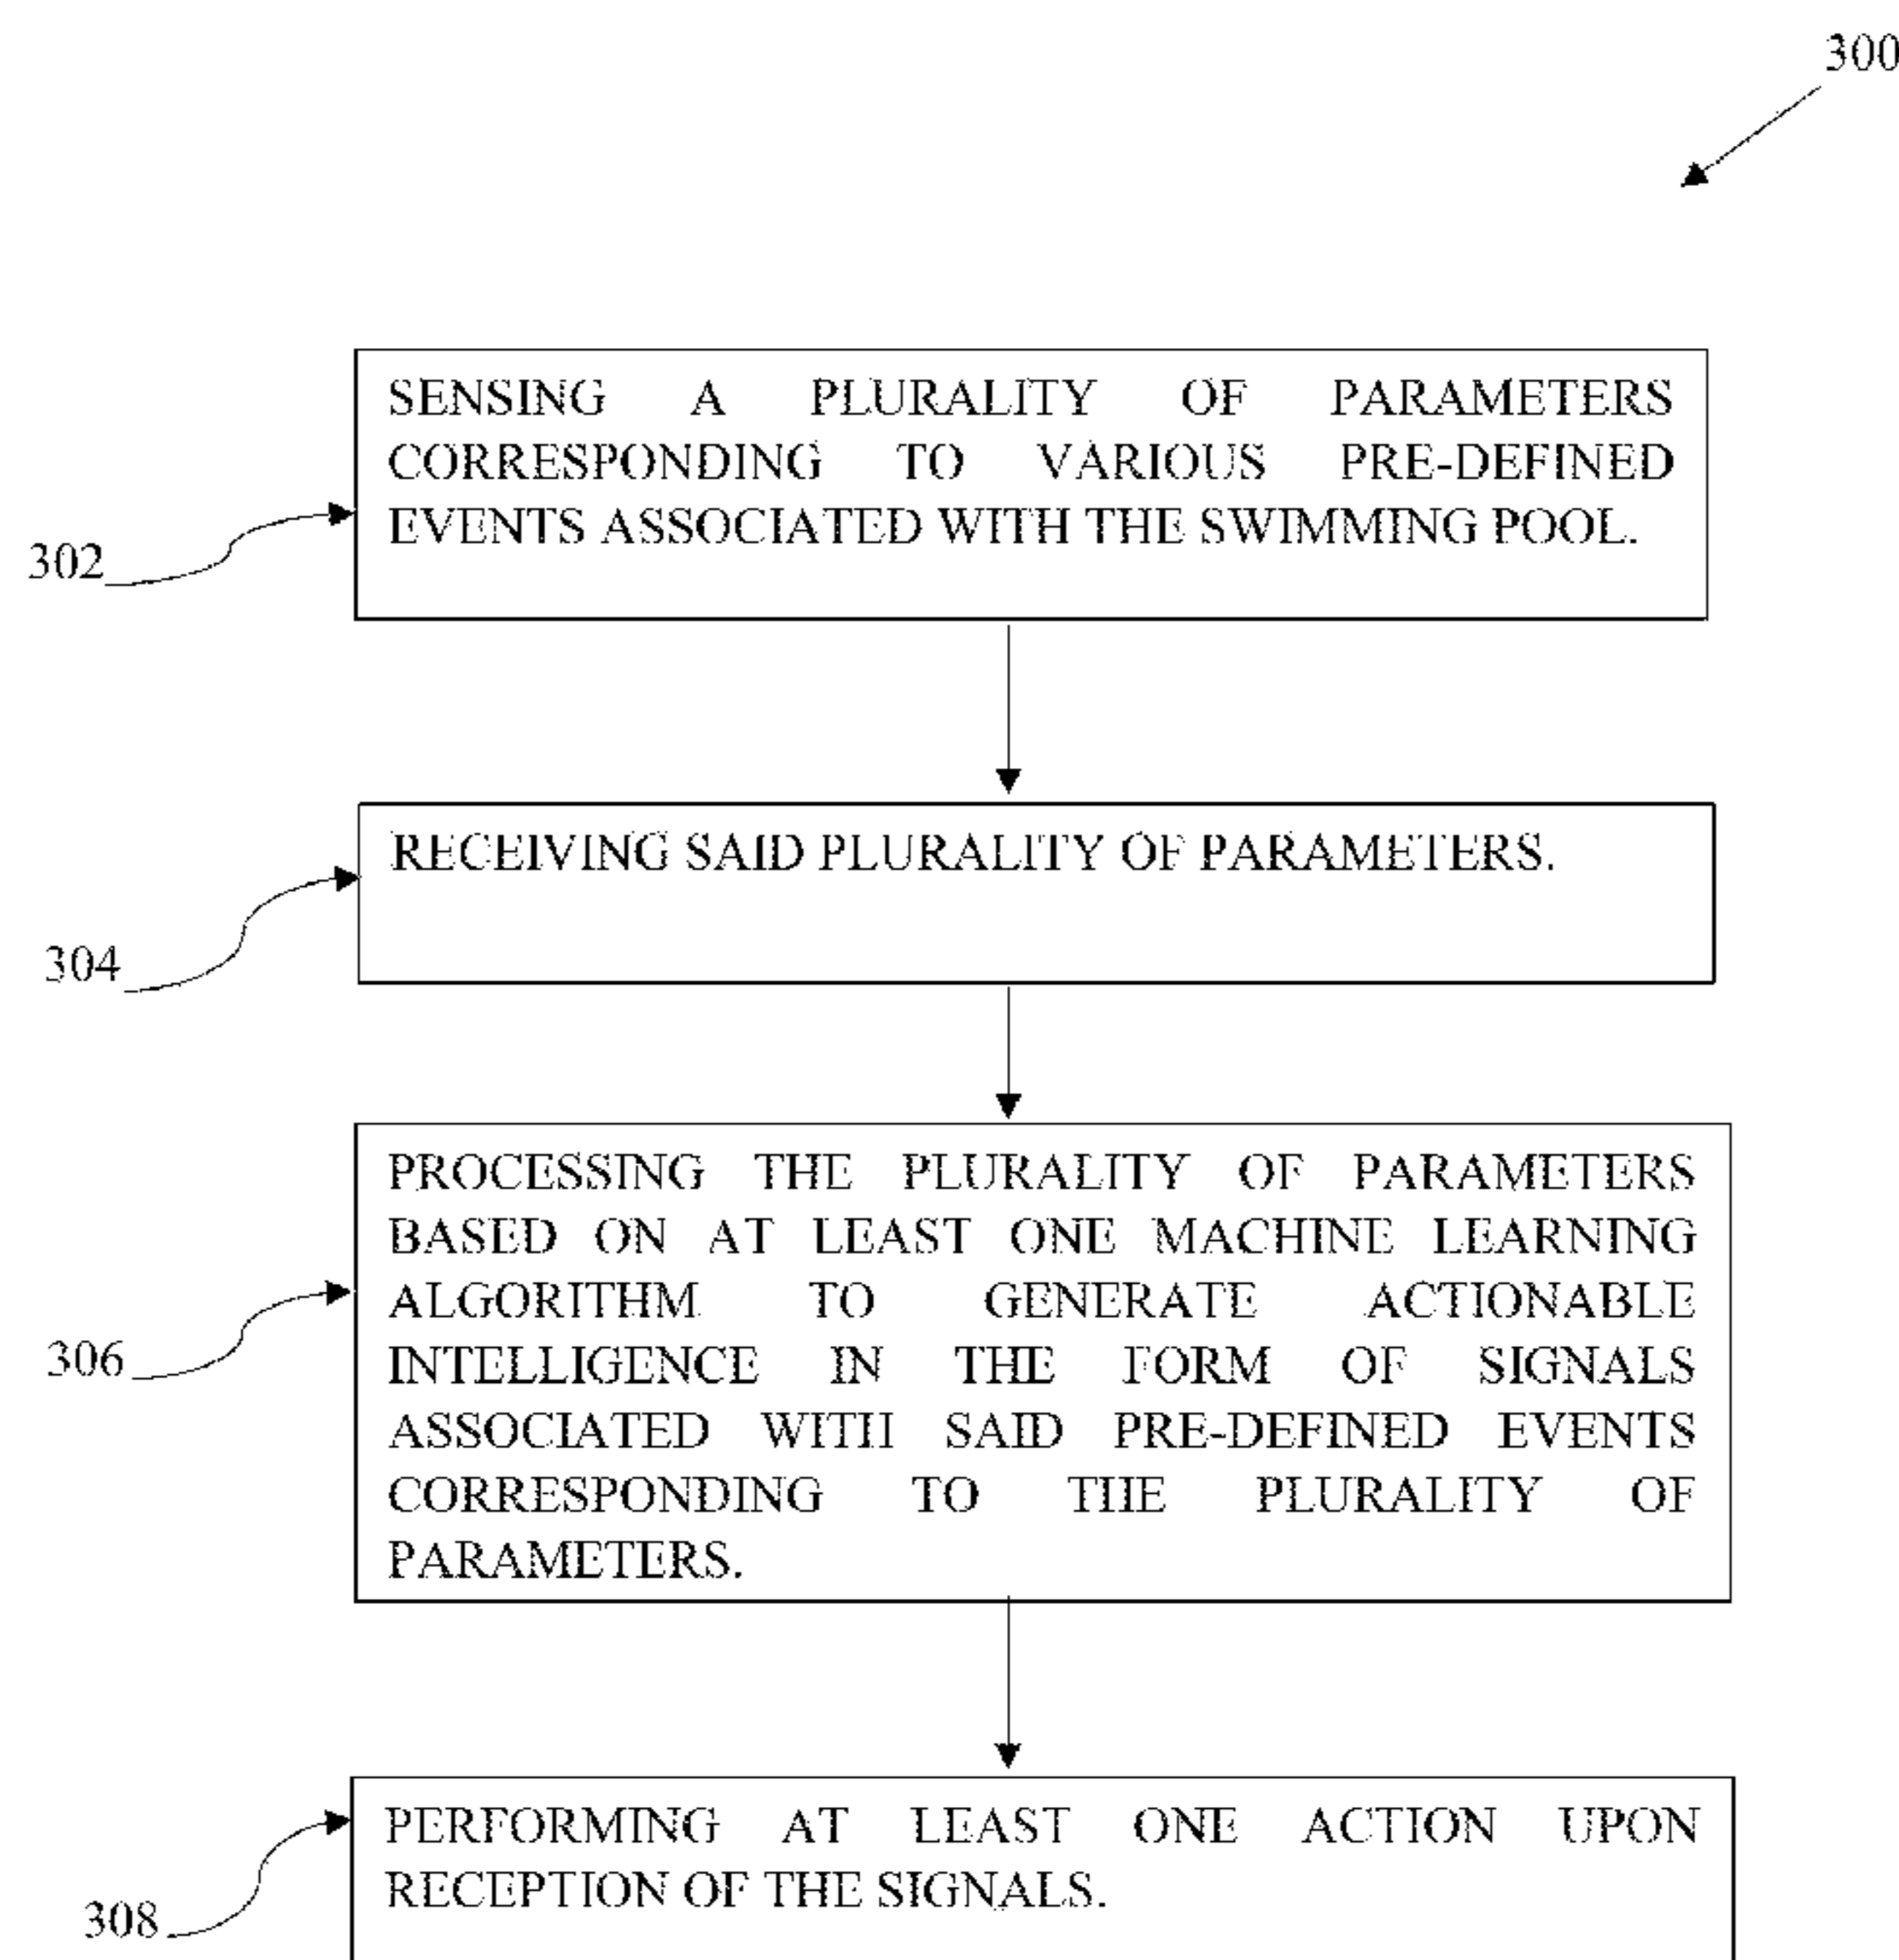 300
SENSING A PLURALITY OF PARAMETERS
CORRESPONDING TO VARIOUS PRE-DEFINED
EVENTS ASSOCIATED WITH THE SWIMMING POOL.
302
RECEIVING SAID PLURALITY OF PARAMETERS.
304
PROCESSING THE PLURALITY OF PARAMETERS
BASED ON AT LEAST ONE MACHINE LEARNING
ALGORITHM TO GENERATE ACTIONABLE
INTELLIGENCE IN THE FORM OF SIGNALS
ASSOCIATED WITH SAID PRE-DEFINED EVENTS
CORRESPONDING TO THE PLURALITY OF
PARAMETERS.
306
PERFORMING AT LEAST ONE ACTION UPON
RECEPTION OF THE SIGNALS.
308